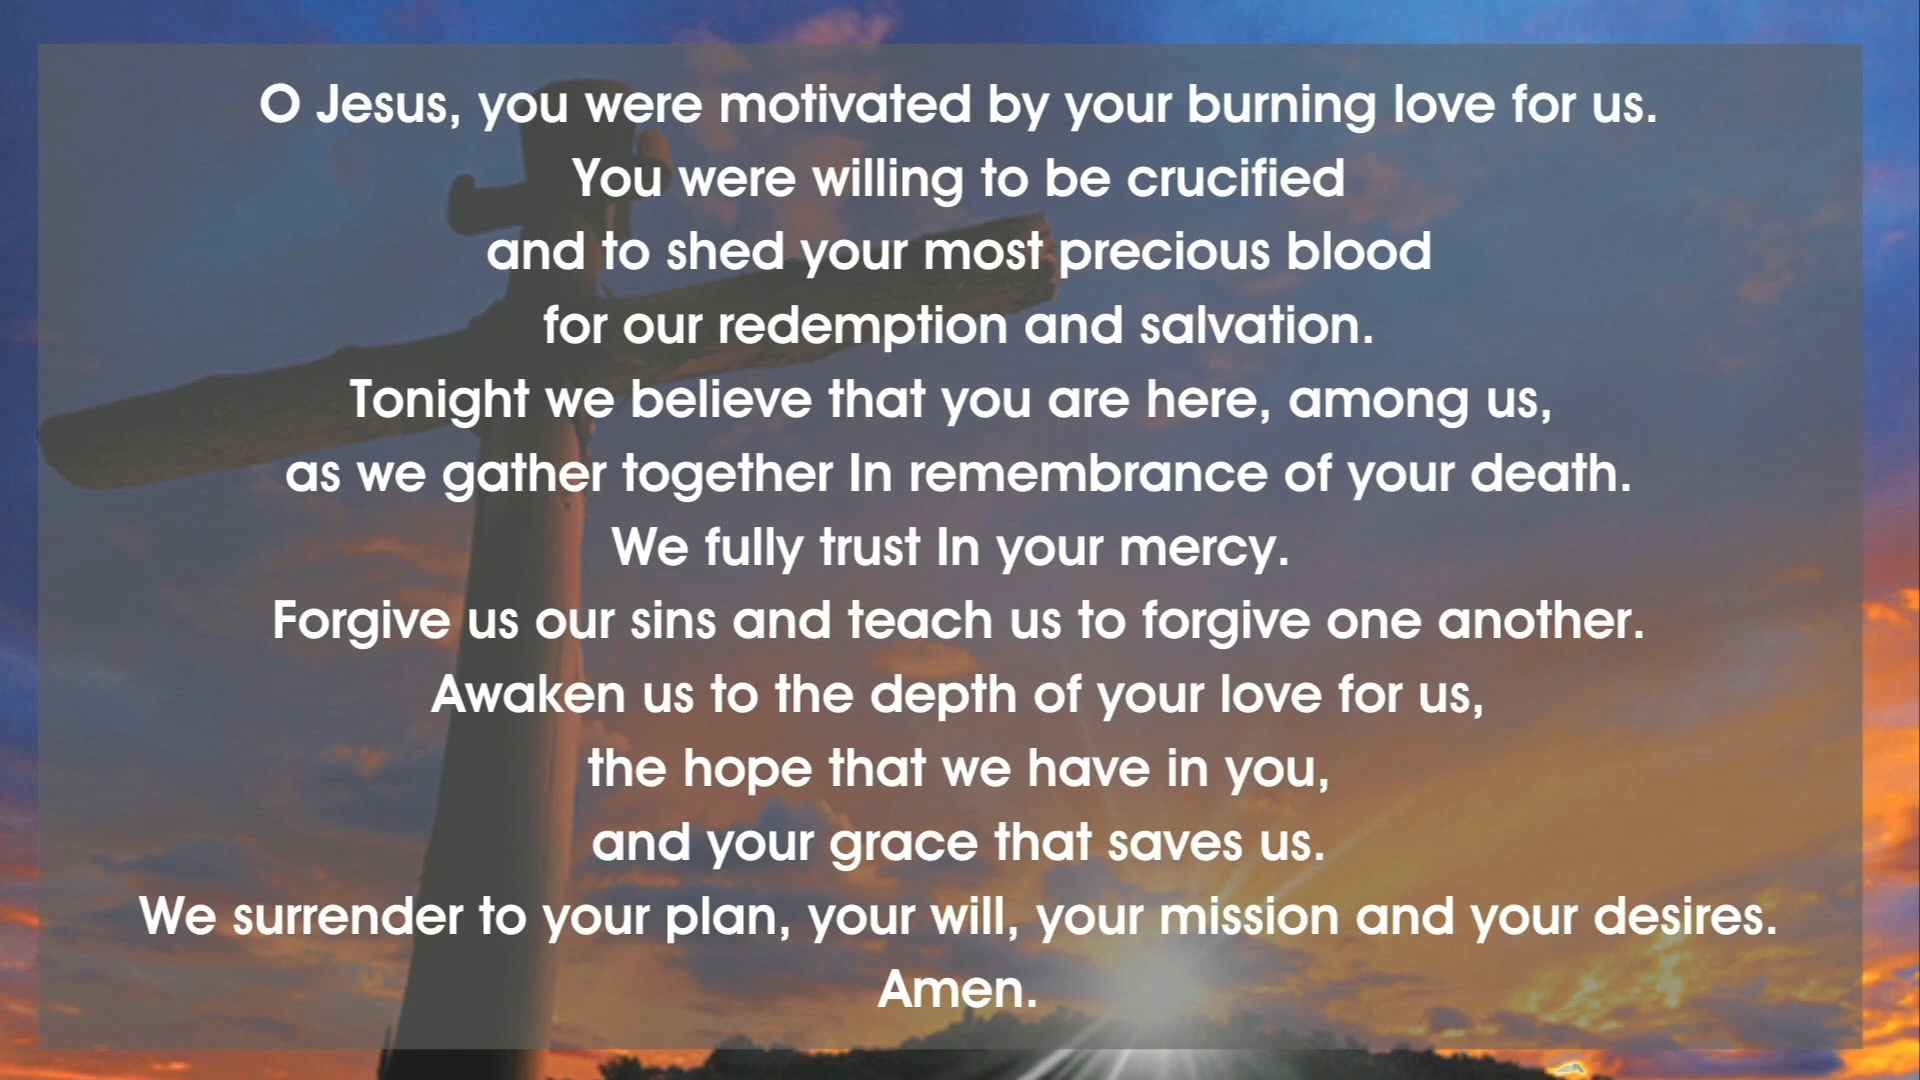 O Jesus, you were motivated by your burning love for us.
You were willing to be crucified
and to shed your most precious blood
for our redemption and salvation.
Tonight we believe that you are here, among us,
as we gather together In remembrance of your death.
We fully trust In your mercy.
Forgive us our sins and teach us to forgive one another.
Awaken us to the depth of your love for us,
the hope that we have in you,
and your grace that saves us.
We surrender to your plan, your will, your mission and your desires.
Amen.